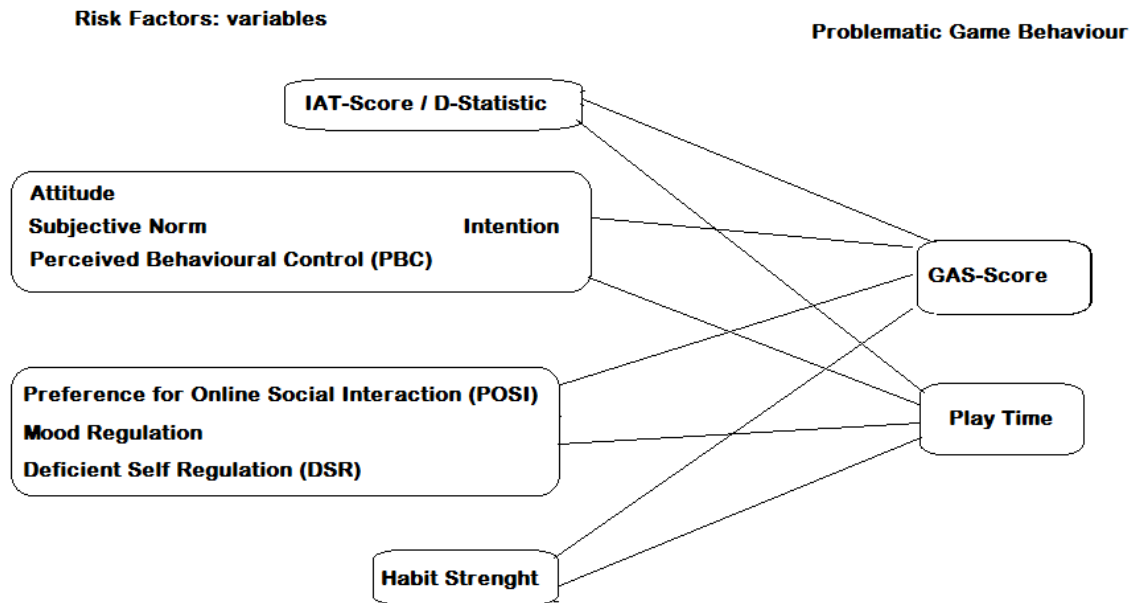 Risk Factors: variables
Problematic Game Behaviour
IAT-Score / D-Statistic
Attitude
Subjective Norm Intention
Perceived Behavioural Control (PBC)
GAS-Score
Preference for Online Social Interaction (POSI)
Mood Regulation
Deficient Self Regulation (DSR)
Play Time
Habit Strenght